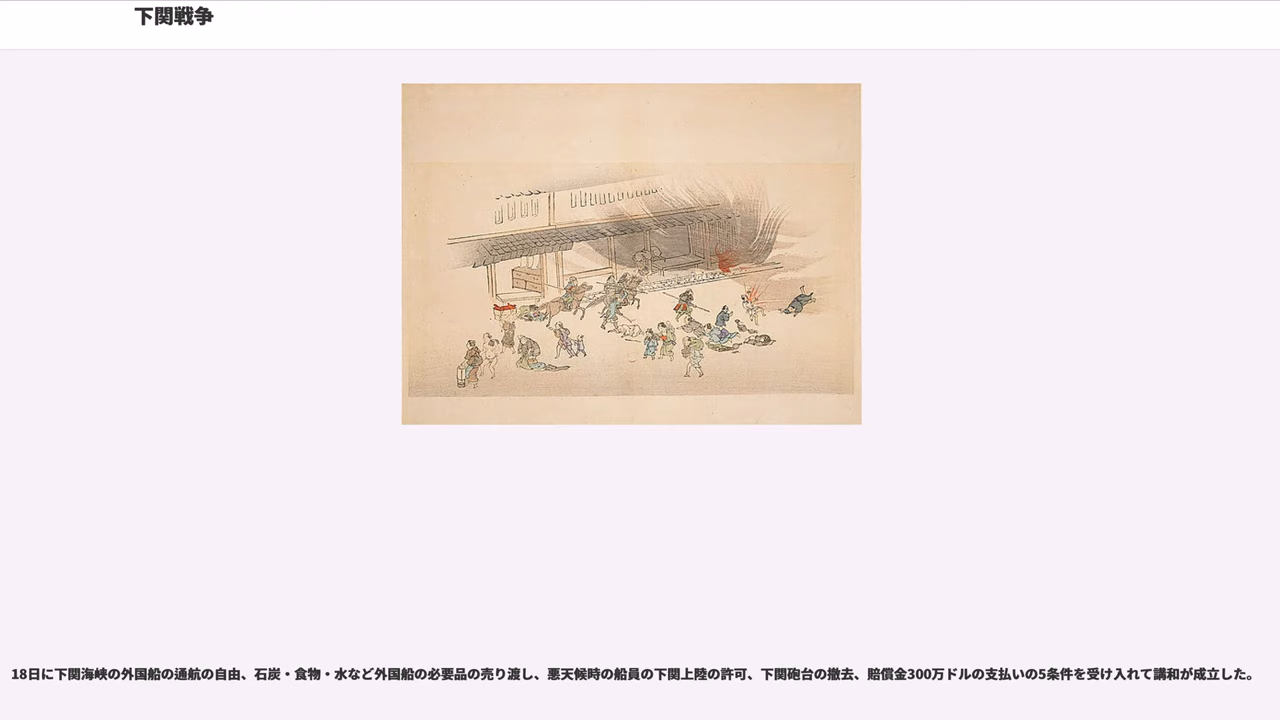 下関戦争
18日に下関海峡の外国船の通航の自由、石炭・食物・水など外国船の必要品の売り渡し、悪天候時の船員の下関上陸の許可、下関砲台の撤去、賠償金300万ドルの支払いの5条件を受け入れて講和が成立した。